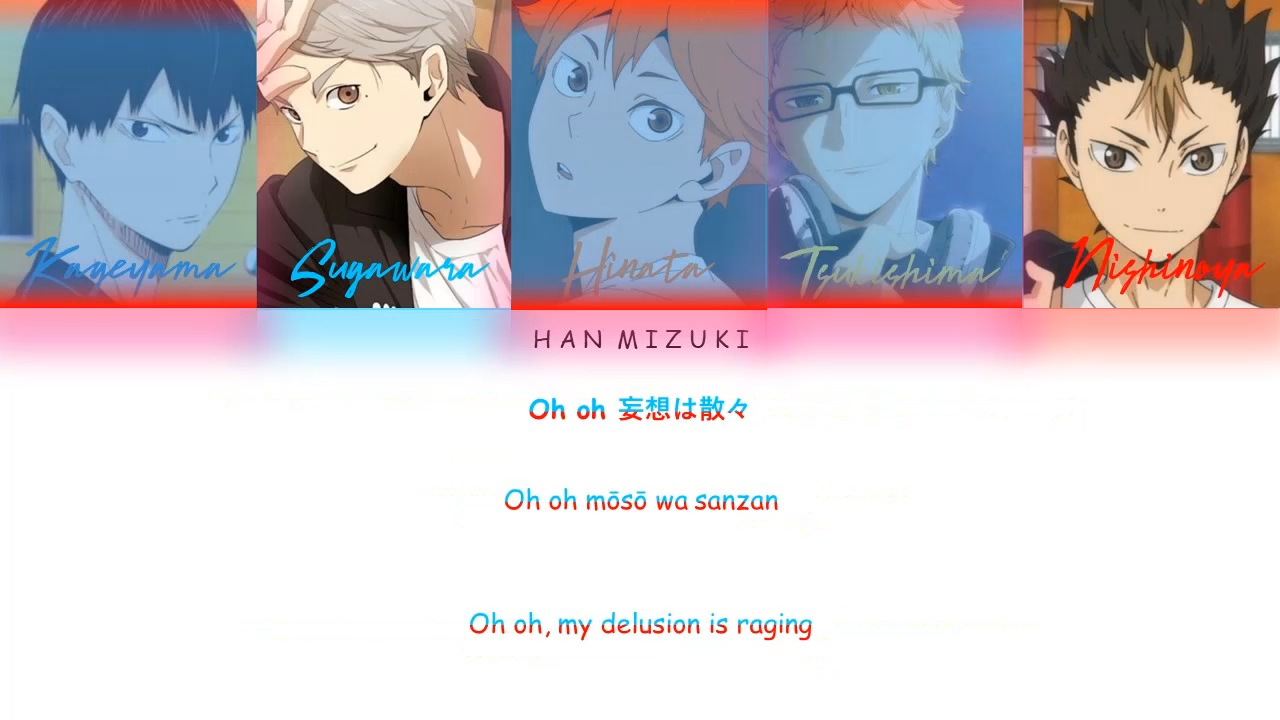 Kageyama
Sugawara
Hinata
Tsukishima
Nishinoya
HAN MIZUKI
Oh oh 妄想は散々
Oh oh mōsō wa sanzan
Oh oh, my delusion is raging